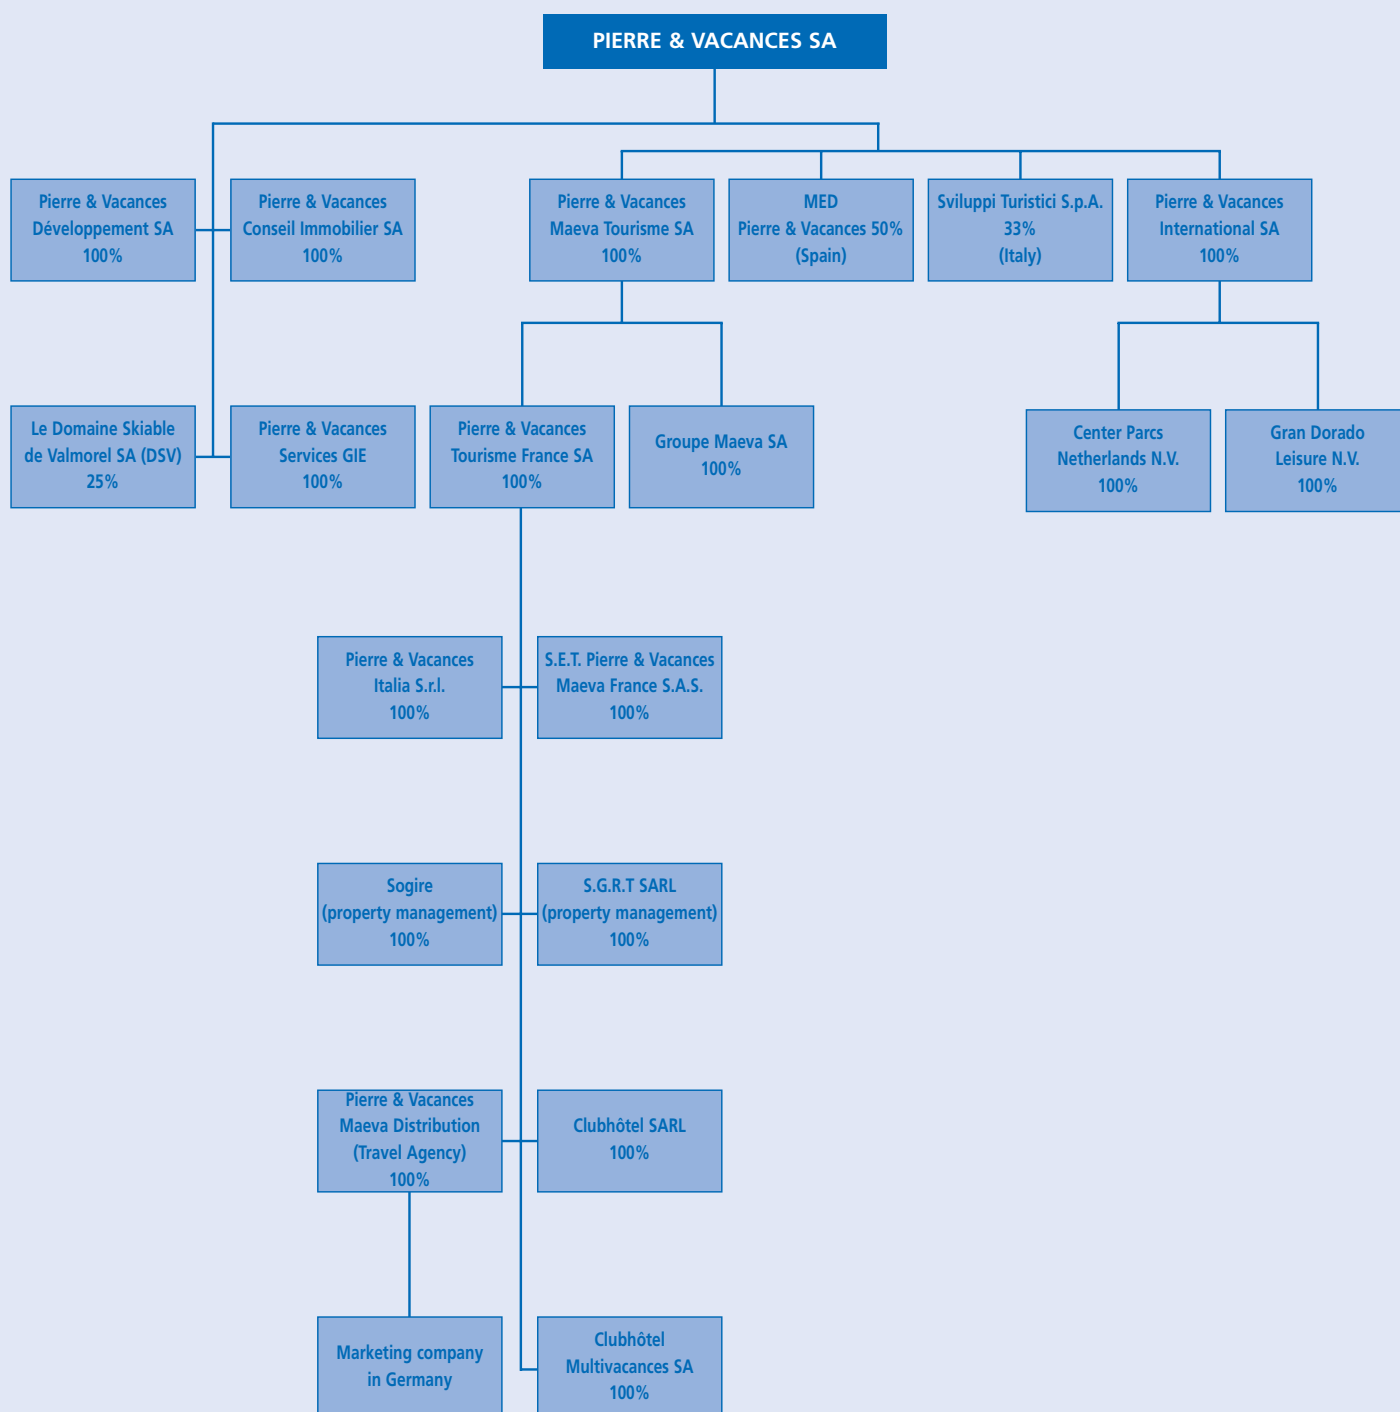 PIERRE & VACANCES SA
Pierre & Vacances
Développement SA
100%
Pierre & Vacances
Conseil Immobilier SA
100%
Pierre & Vacances
Maeva Tourisme SA
100%
MED
Pierre & Vacances 50%
(Spain)
Sviluppi Turistici S.p.A.
33%
(Italy)
Pierre & Vacances
International SA
100%
Le Domaine Skiable
de Valmorel SA (DSV)
25%
Pierre & Vacances
Services GIE
100%
Pierre & Vacances
Tourisme France SA
100%
Groupe Maeva SA
100%
Center Parcs
Netherlands N.V.
100%
Gran Dorado
Leisure N.V.
100%
Pierre & Vacances
Italia S.r.l.
100%
S.E.T. Pierre & Vacances
Maeva France S.A.S.
100%
Sogire
(property management)
100%
S.G.R.T SARL
(property management)
100%
Pierre & Vacances
Maeva Distribution
(Travel Agency)
100%
Clubhôtel SARL
100%
Marketing company
in Germany
Clubhôtel
Multivacances SA
100%